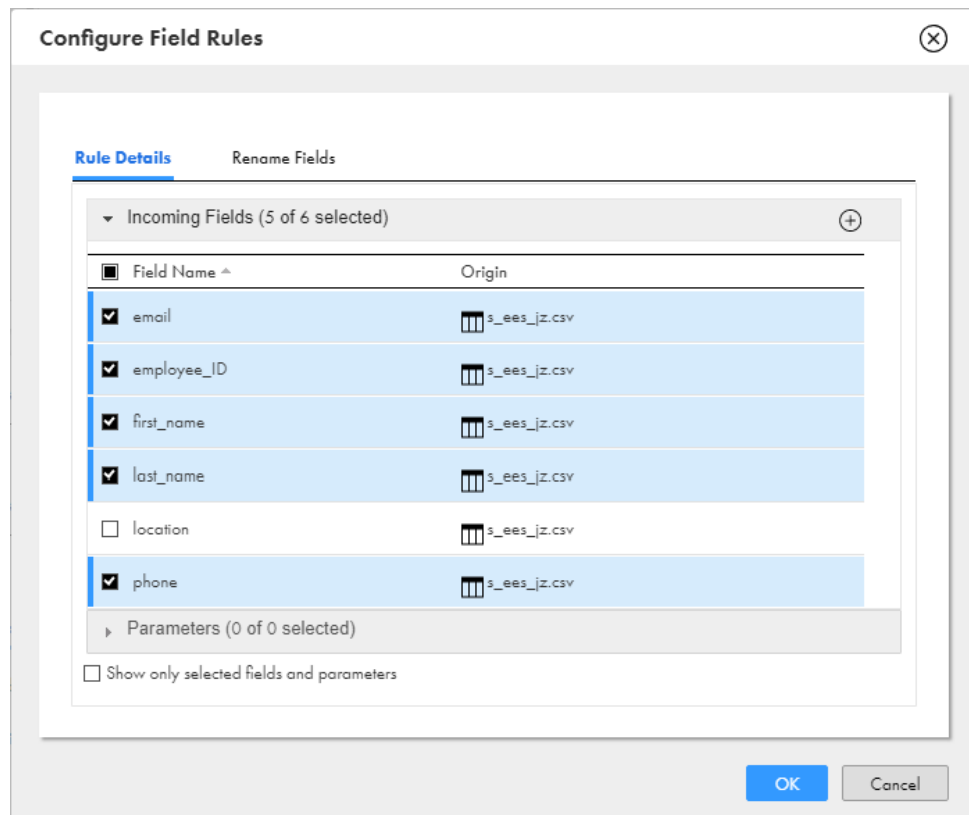 Configure Field Rules
Rule Details Rename Fields
Incoming Fields (5 of 6 selected)
Field Name Origin
email s_ees_jz.csv
employee_ID s_ees_jz.csv
first_name s_ees_jz.csv
last_name s_ees_jz.csv
location s_ees_jz.csv
phone s_ees_jz.csv
Parameters (0 of 0 selected)
Show only selected fields and parameters
OK Cancel